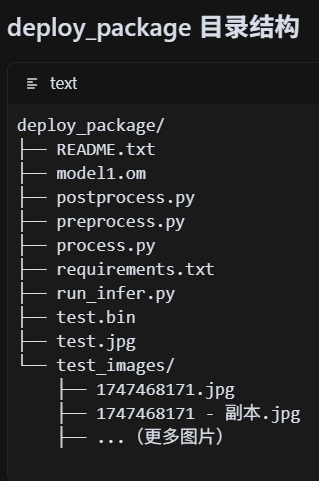 deploy_package 目录结构
text
deploy_package/
├── README.txt
├── model1.om
├── postprocess.py
├── preprocess.py
├── process.py
├── requirements.txt
├── run_infer.py
├── test.bin
├── test.jpg
└── test_images/
    ├── 1747468171.jpg
    ├── 1747468171 - 副本.jpg
    ├── ...（更多图片）